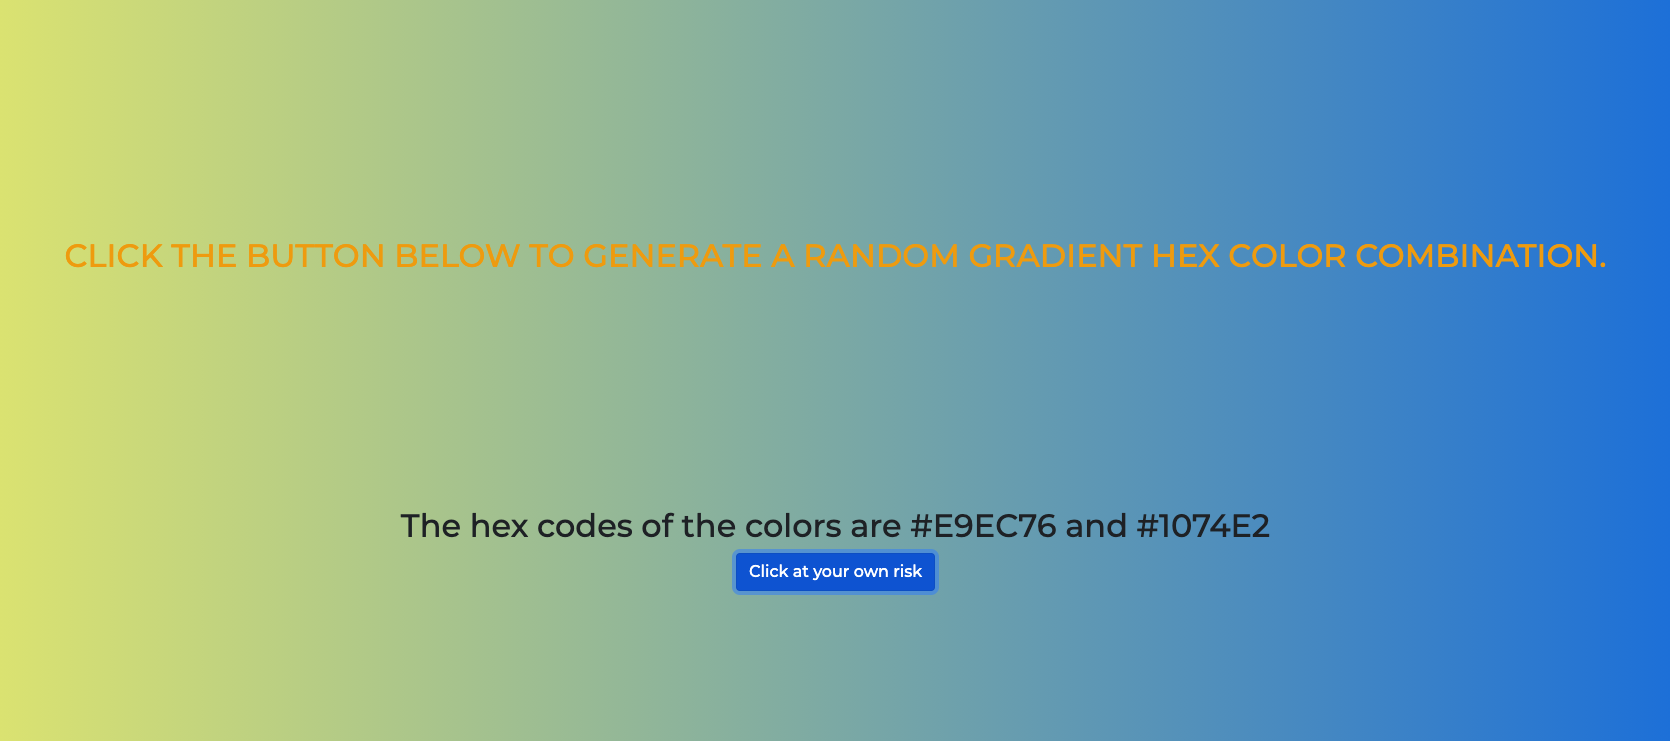 CLICK THE BUTTON BELOW TO GENERATE A RANDOM GRADIENT HEX COLOR COMBINATION.
The hex codes of the colors are #E9EC76 and #1074E2
Click at your own risk